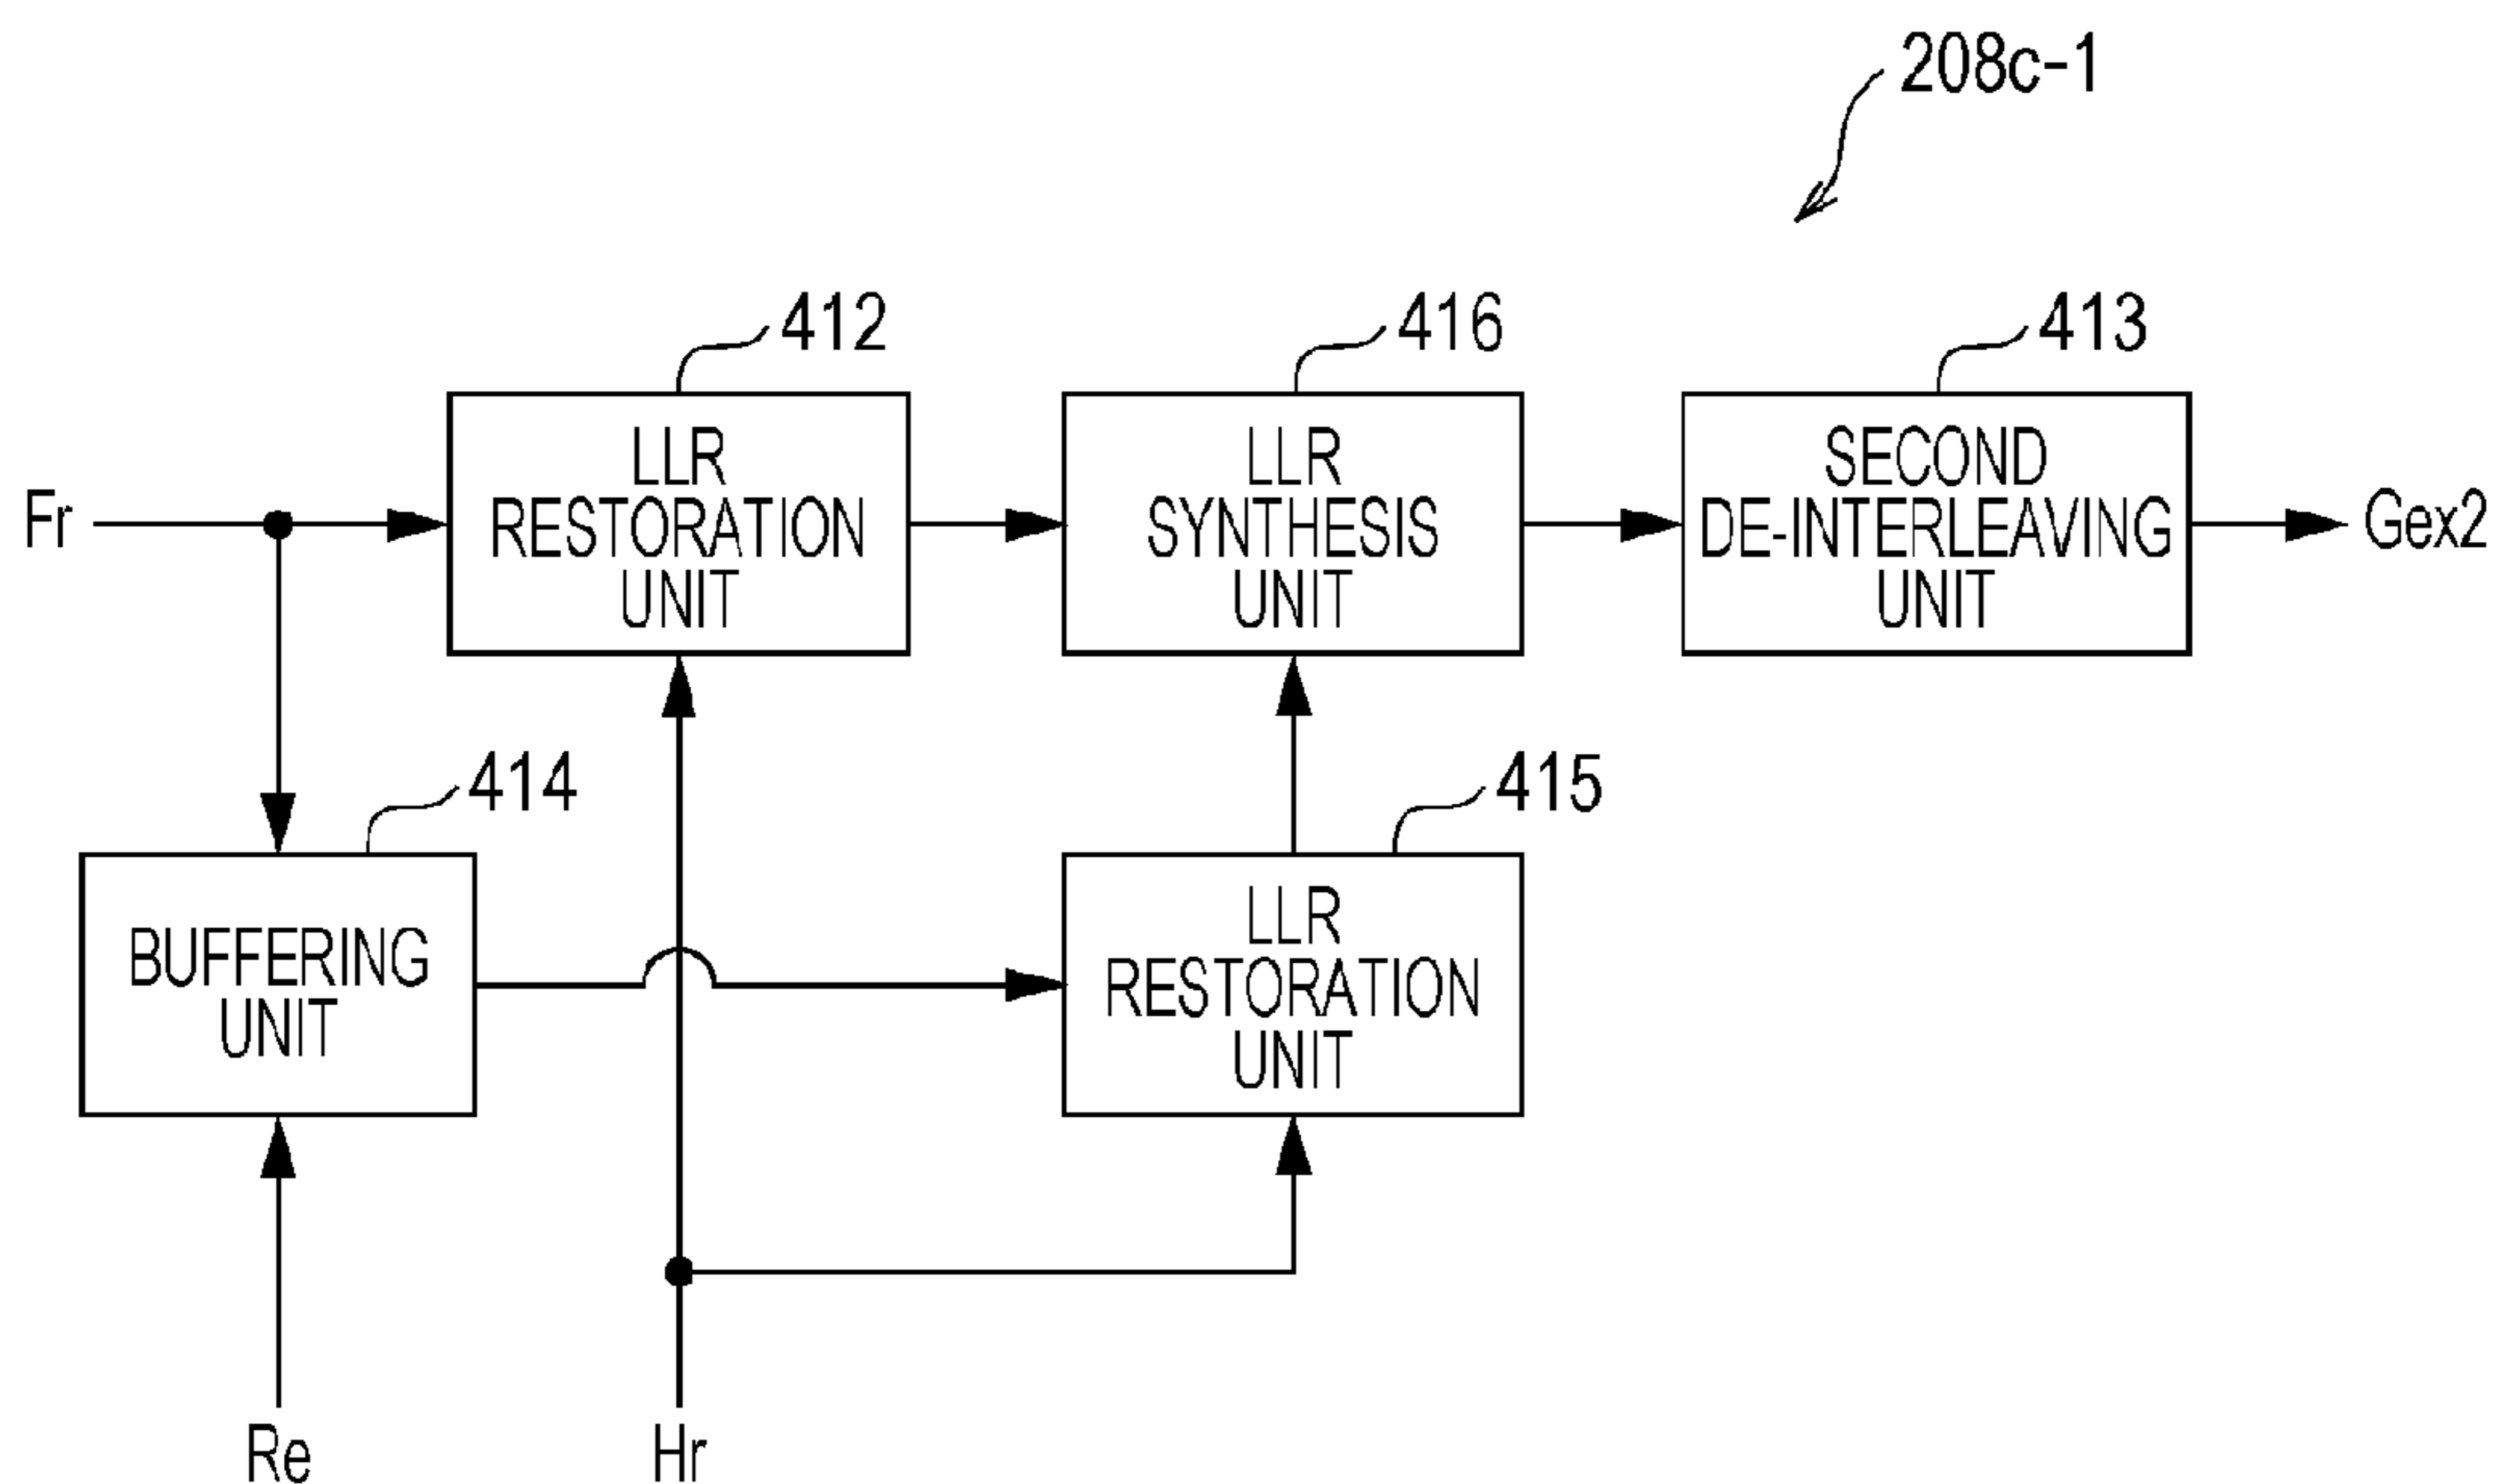 208c-1
412
416
413
LLR
RESTORATION
UNIT
LLR
SYNTHESIS
UNIT
SECOND
DE-INTERLEAVING
UNIT
Fr
Gex2
414
415
BUFFERING
UNIT
LLR
RESTORATION
UNIT
Re
Hr